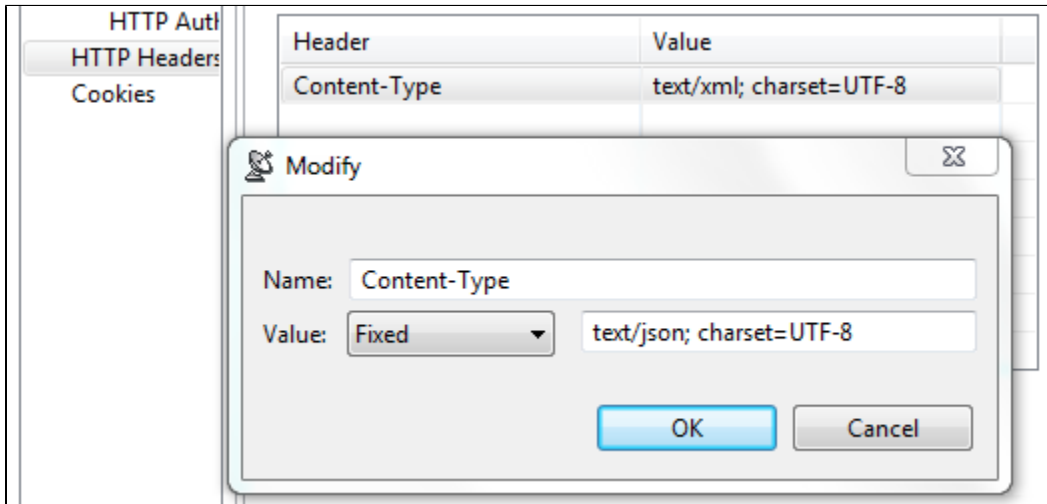 HTTP Auth
HTTP Headers
Cookies
Header Value
Content-Type text/xml; charset=UTF-8
Modify
Name: Content-Type
Value: Fixed text/json; charset=UTF-8
OK Cancel